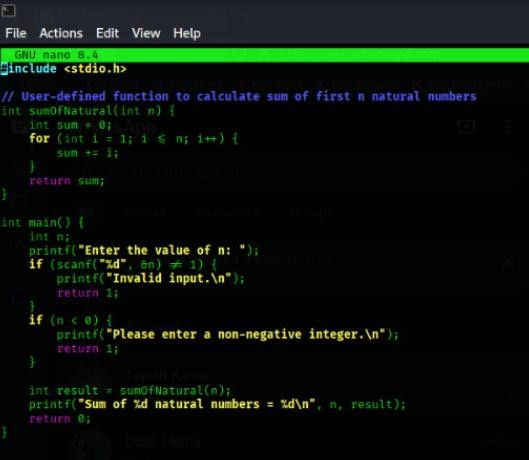 File Actions Edit View Help
GNU nano 8.4
#include <stdio.h>
// User-defined function to calculate sum of first n natural numbers
int sumOfNatural(int n) {
    int sum = 0;
    for (int i = 1; i <= n; i++) {
        sum += i;
    }
    return sum;
}
int main() {
    int n;
    printf("Enter the value of n: ");
    if (scanf("%d", &n) != 1) {
        printf("Invalid input.\n");
        return 1;
    }
    if (n < 0) {
        printf("Please enter a non-negative integer.\n");
        return 1;
    }
    int result = sumOfNatural(n);
    printf("Sum of %d natural numbers = %d\n", n, result);
    return 0;
}